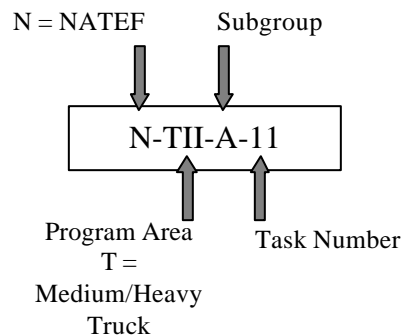 N = NATEF
Subgroup
N-TII-A-11
Program Area
T =
Medium/Heavy
Truck
Task Number